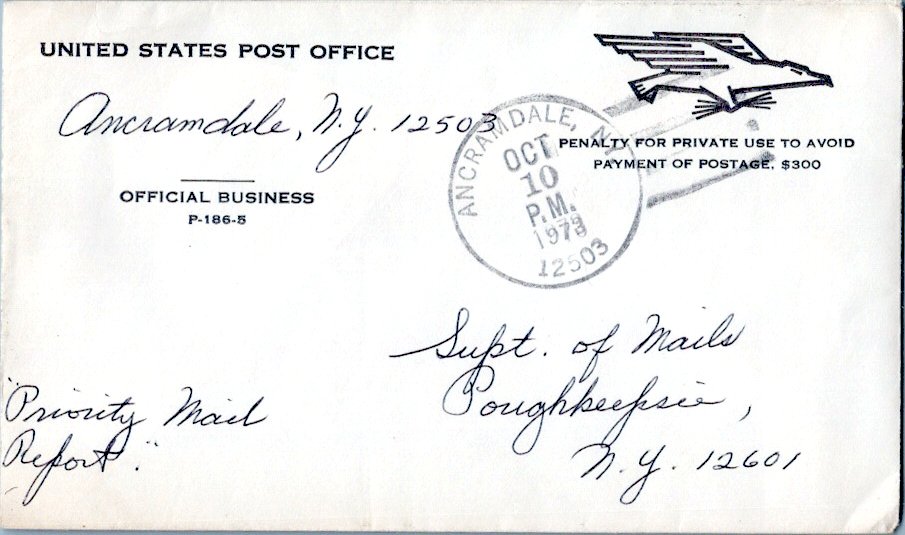 UNITED STATES POST OFFICE
Ancramdale, N.Y. 12503
OFFICIAL BUSINESS
P-186-5
PENALTY FOR PRIVATE USE TO AVOID
PAYMENT OF POSTAGE, $300
ANCRAMDALE, NY
OCT
10
P.M.
1973
12503
Supt. of Mails
Poughkeepsie,
N.Y. 12601
"Priority Mail
Report".